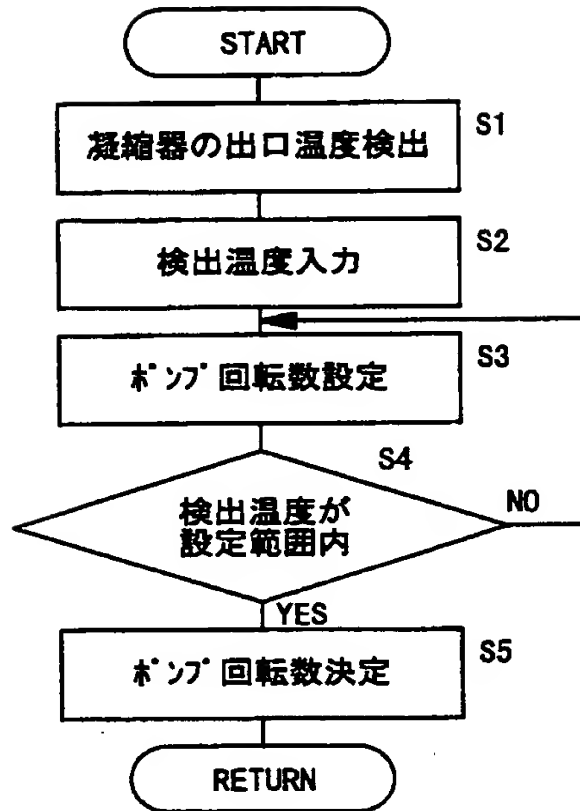 START
凝縮器の出口温度検出
S1
検出温度入力
S2
ﾎﾟﾝﾌﾟ回転数設定
S3
S4
検出温度が
設定範囲内
NO
YES
ﾎﾟﾝﾌﾟ回転数決定
S5
RETURN